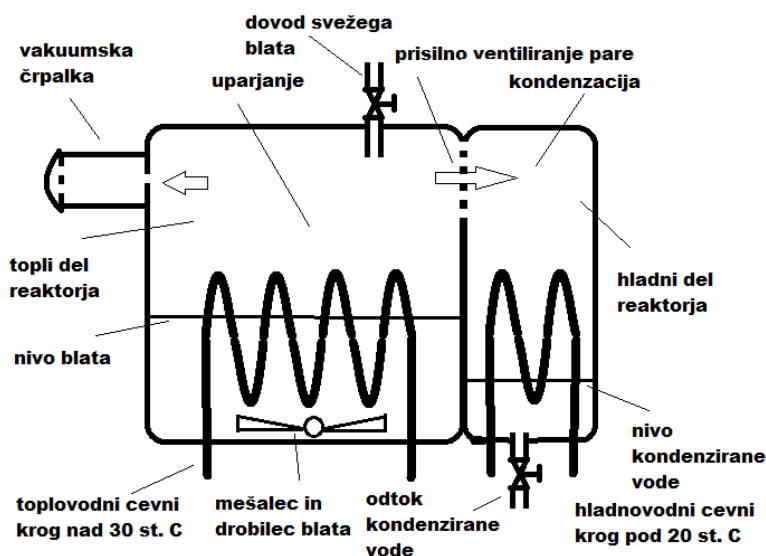 dovod svežega
blata
vakuumska
črpalka
uparjanje
prisilno ventiliranje pare
kondenzacija
topli del
reaktorja
hladni del
reaktorja
nivo blata
nivo
kondenzirane
vode
toplovodni cevni
krog nad 30 st. C
mešalec in
drobilec blata
odtok
kondenzirane
vode
hladnovodni cevni
krog pod 20 st. C